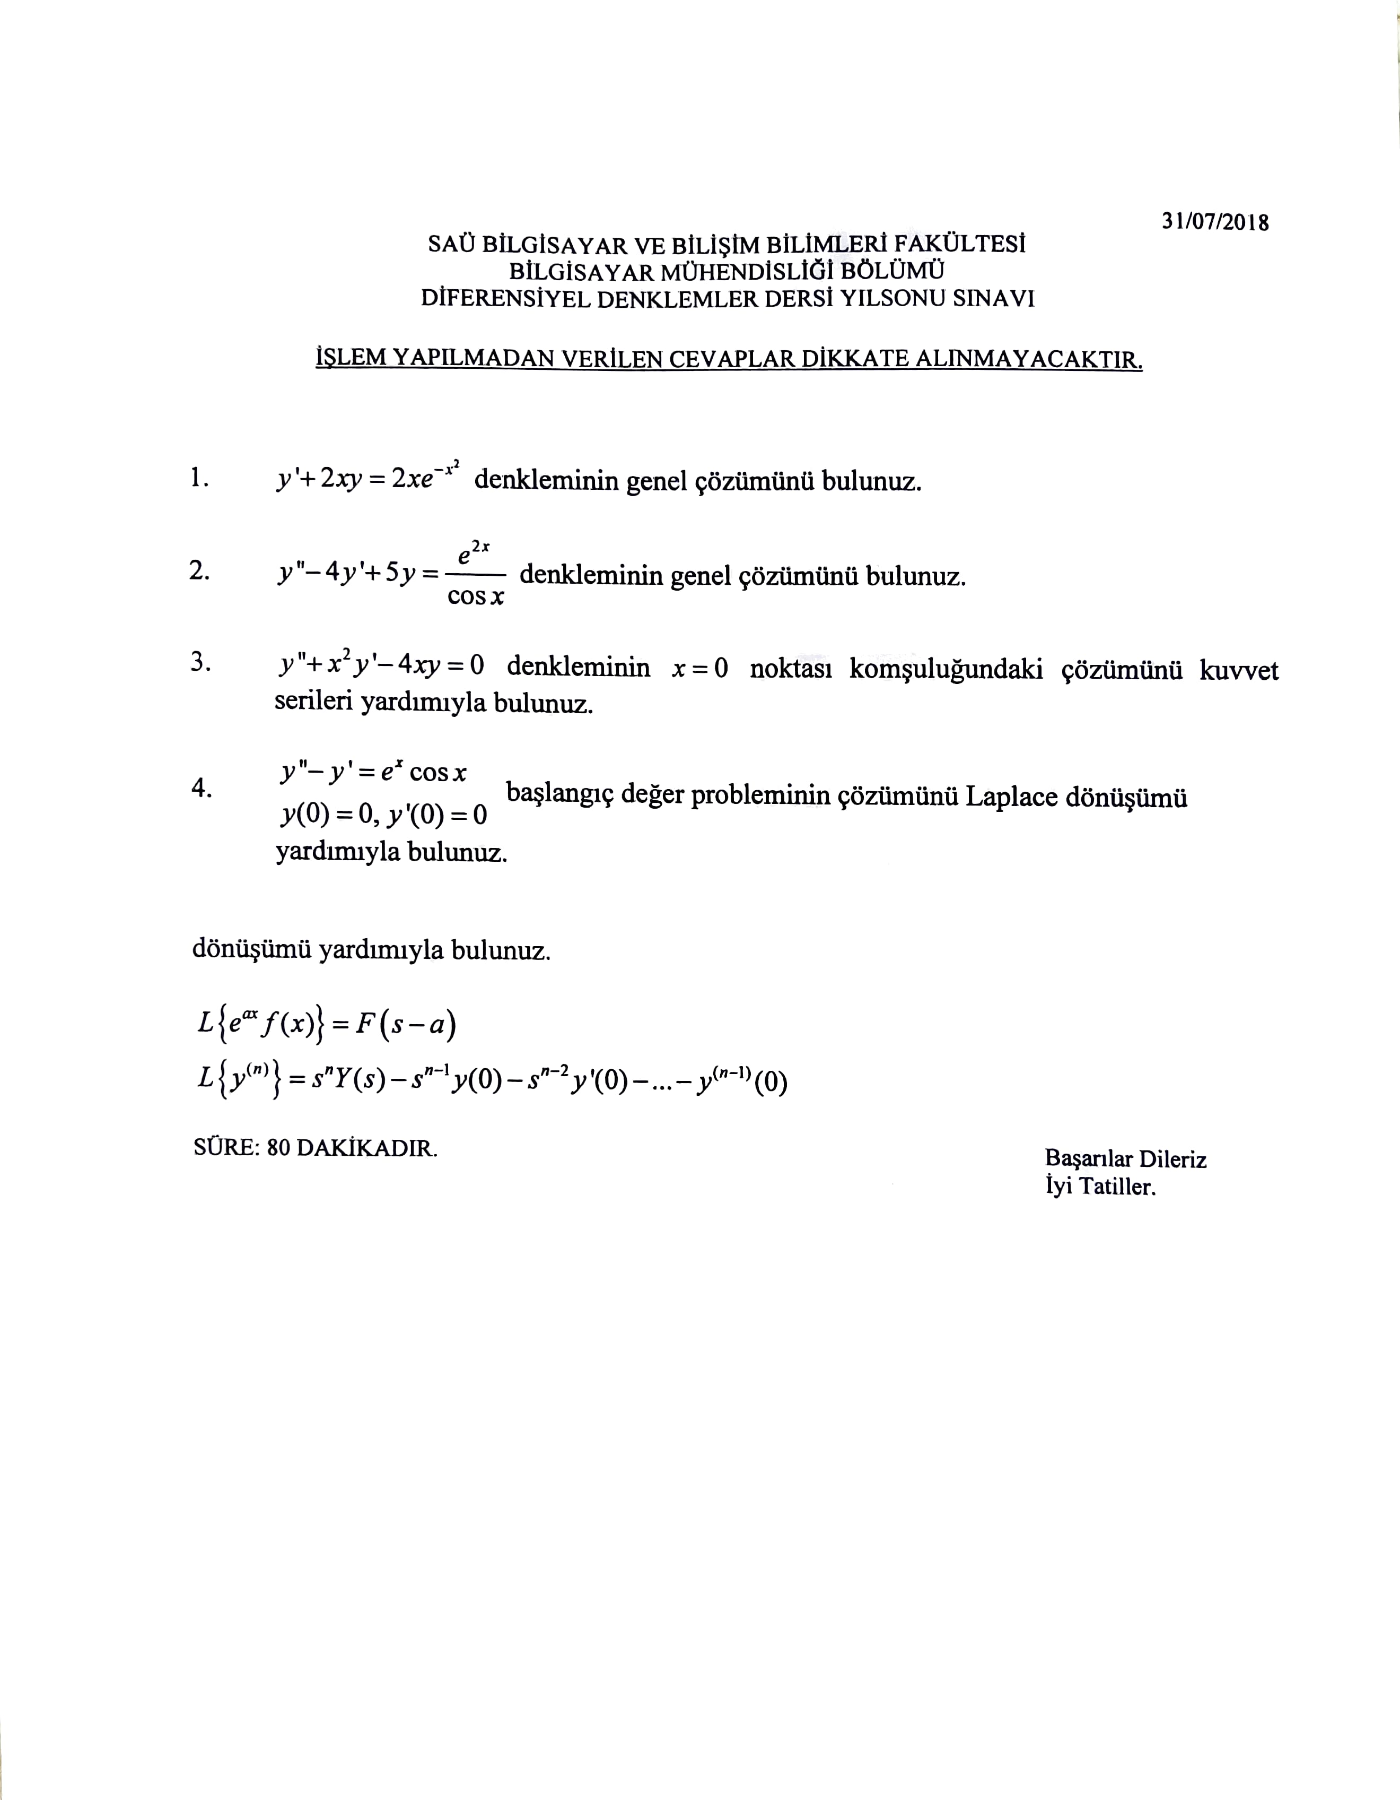 31/07/2018
SAÜ BİLGİSAYAR VE BİLİŞİM BİLİMLERİ FAKÜLTESİ
BİLGİSAYAR MÜHENDİSLİĞİ BÖLÜMÜ
DİFERENSİYEL DENKLEMLER DERSİ YILSONU SINAVI
İŞLEM YAPILMADAN VERİLEN CEVAPLAR DİKKATE ALINMAYACAKTIR.
1. y'+2xy = 2xe^{-x^2} denkleminin genel çözümünü bulunuz.
2. y"−4y'+5y = \frac{e^{2x}}{\cos x} denkleminin genel çözümünü bulunuz.
3. y"+x^2y'−4xy = 0 denkleminin x = 0 noktası komşuluğundaki çözümünü kuvvet
serileri yardımıyla bulunuz.
4. y"−y' = e^x cos x
y(0) = 0, y'(0) = 0 başlangıç değer probleminin çözümünü Laplace dönüşümü
yardımıyla bulunuz.
dönüşümü yardımıyla bulunuz.
L{e^{ax} f(x)} = F(s−a)
L{y^{(n)}} = s^nY(s)−s^{n−1}y(0)−s^{n−2}y'(0)−...−y^{(n−1)}(0)
SÜRE: 80 DAKİKADIR.
Başarılar Dileriz
İyi Tatiller.